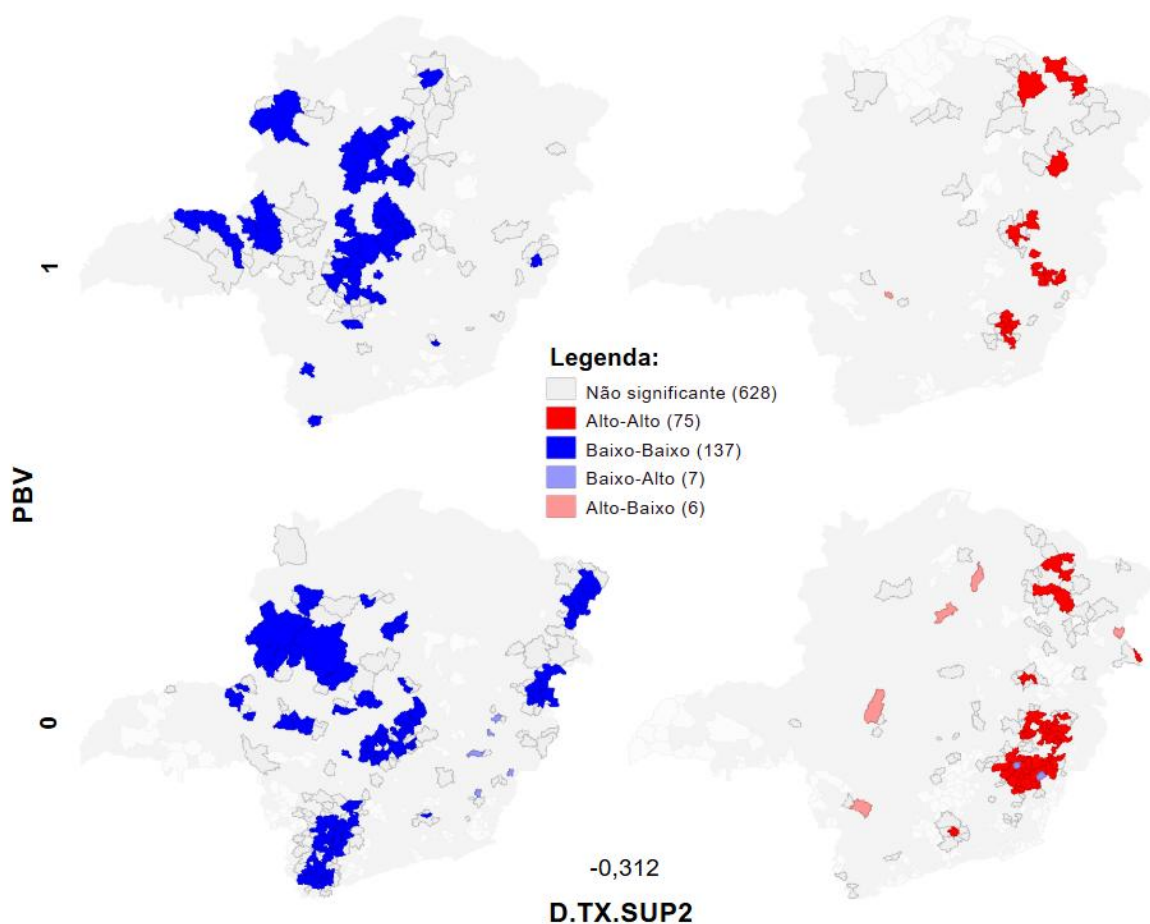 1
Legenda:
Não significante (628)
Alto-Alto (75)
Baixo-Baixo (137)
Baixo-Alto (7)
Alto-Baixo (6)
PBV
0
-0,312
D.TX.SUP2